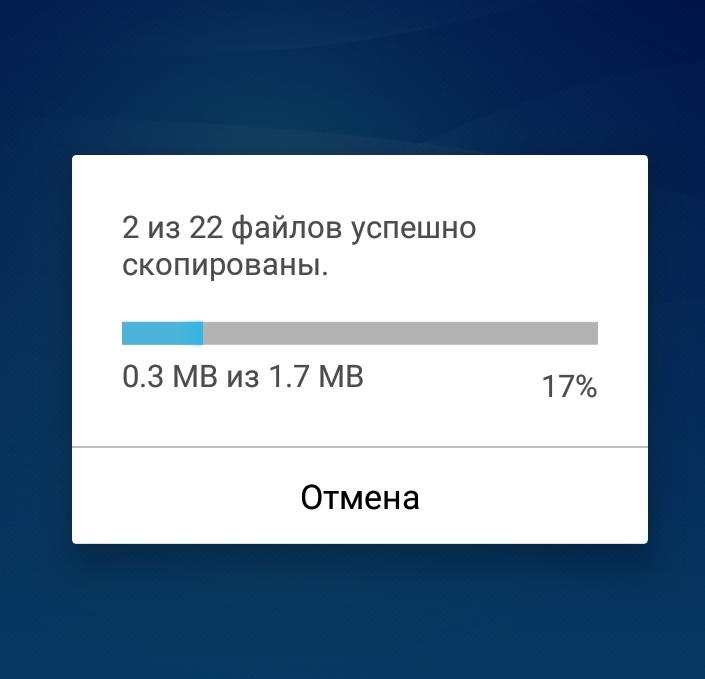 2 из 22 файлов успешно
скопированы.
0.3 MB из 1.7 MB
17%
Отмена